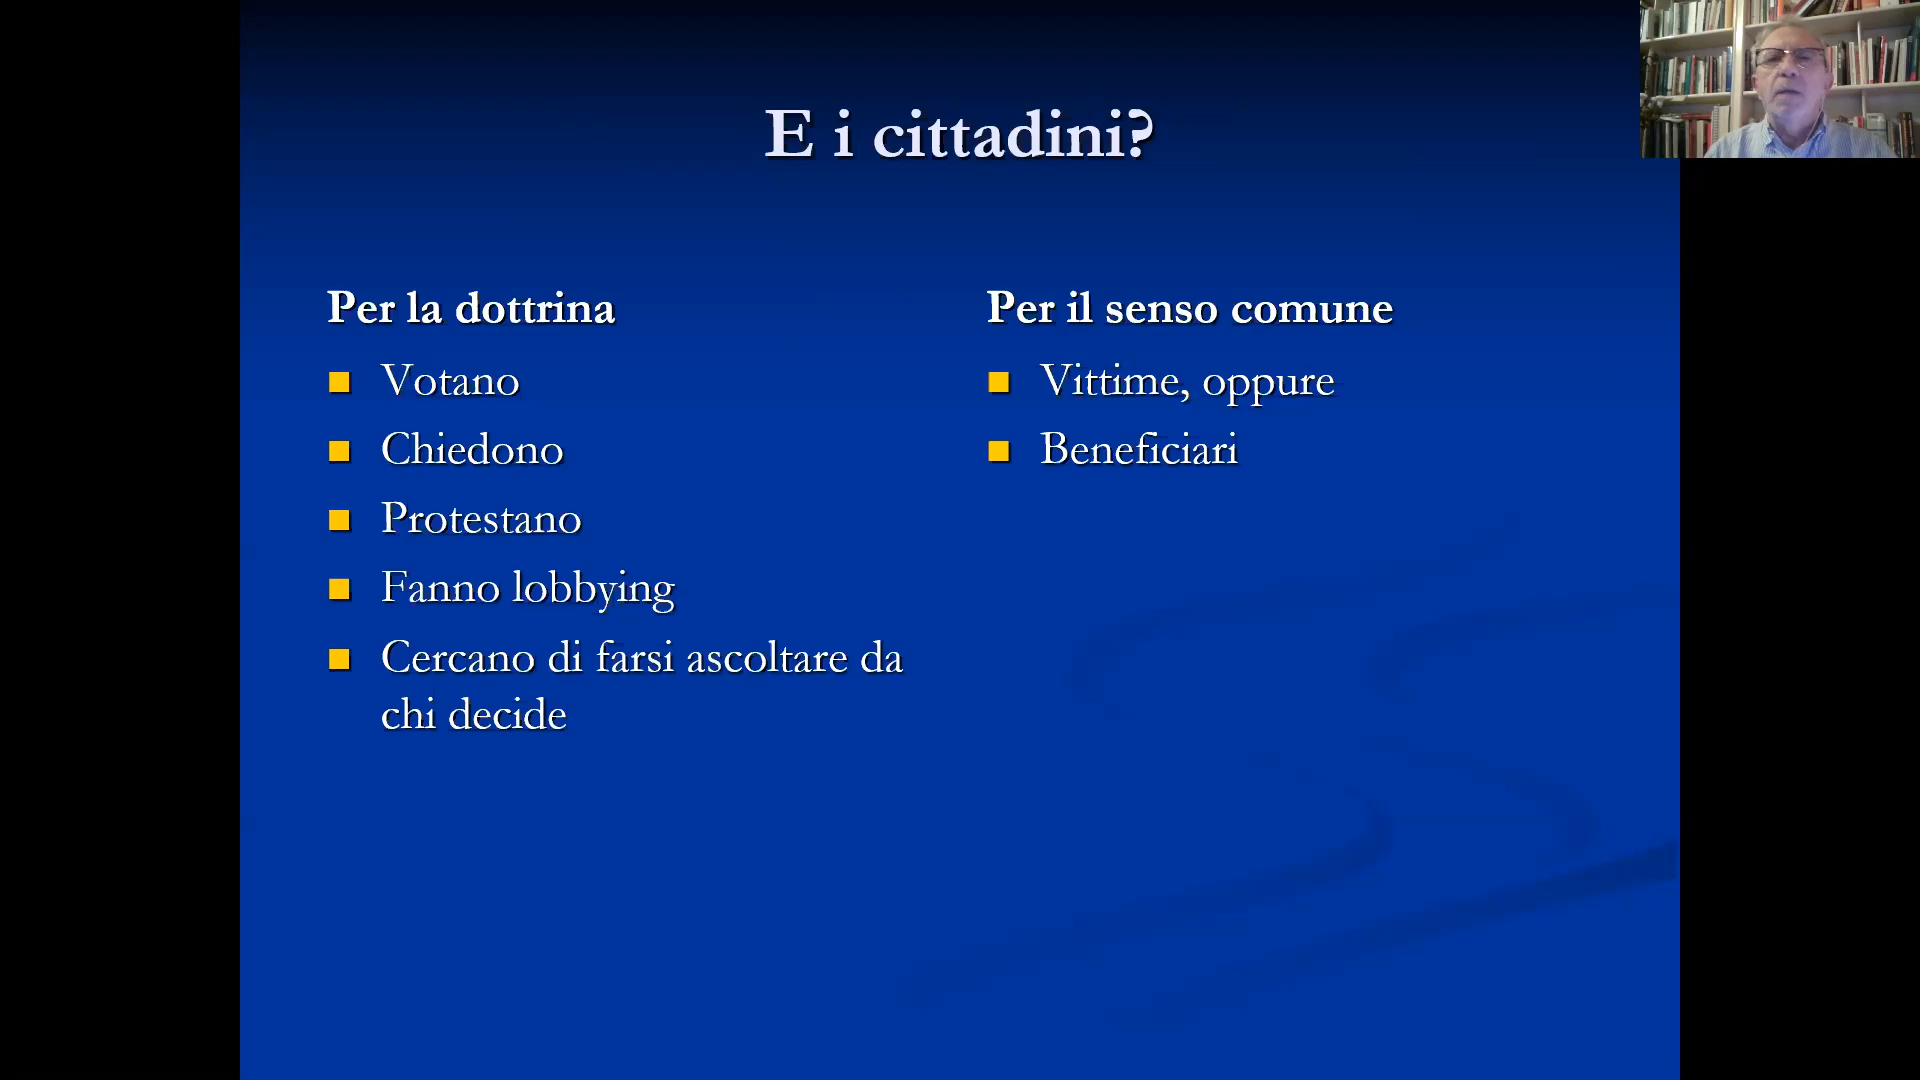 E i cittadini?
Per la dottrina
Votano
Chiedono
Protestano
Fanno lobbying
Cercano di farsi ascoltare da
chi decide
Per il senso comune
Vittime, oppure
Beneficiari